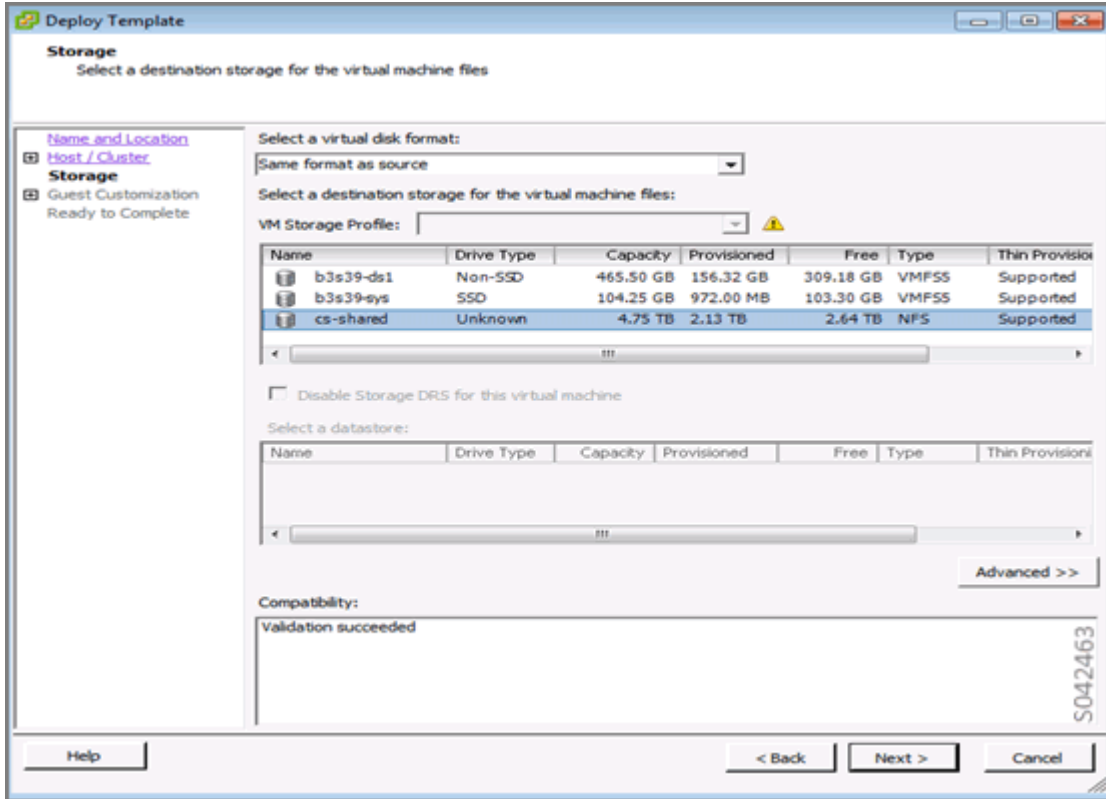 Deploy Template
Storage
Select a destination storage for the virtual machine files
Name and Location
Host / Cluster
Storage
Guest Customization
Ready to Complete
Select a virtual disk format:
Same format as source
Select a destination storage for the virtual machine files:
VM Storage Profile:
Name Drive Type Capacity Provisioned Free Type Thin Provision
b3s39-ds1 Non-SSD 465.50 GB 156.32 GB 309.18 GB VMFS5 Supported
b3s39-sys SSD 104.25 GB 972.00 MB 103.30 GB VMFS5 Supported
cs-shared Unknown 4.75 TB 2.13 TB 2.64 TB NFS Supported
Disable Storage DRS for this virtual machine
Select a datastore:
Name Drive Type Capacity Provisioned Free Type Thin Provisioni
Advanced >>
Compatibility:
Validation succeeded
S042463
Help < Back Next > Cancel